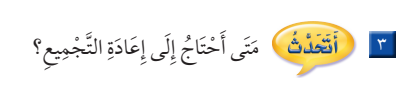 ٣ أَتَحَدَّثُ مَتَى أَحْتَاجُ إِلَى إِعَادَةِ التَّجْمِيعِ؟